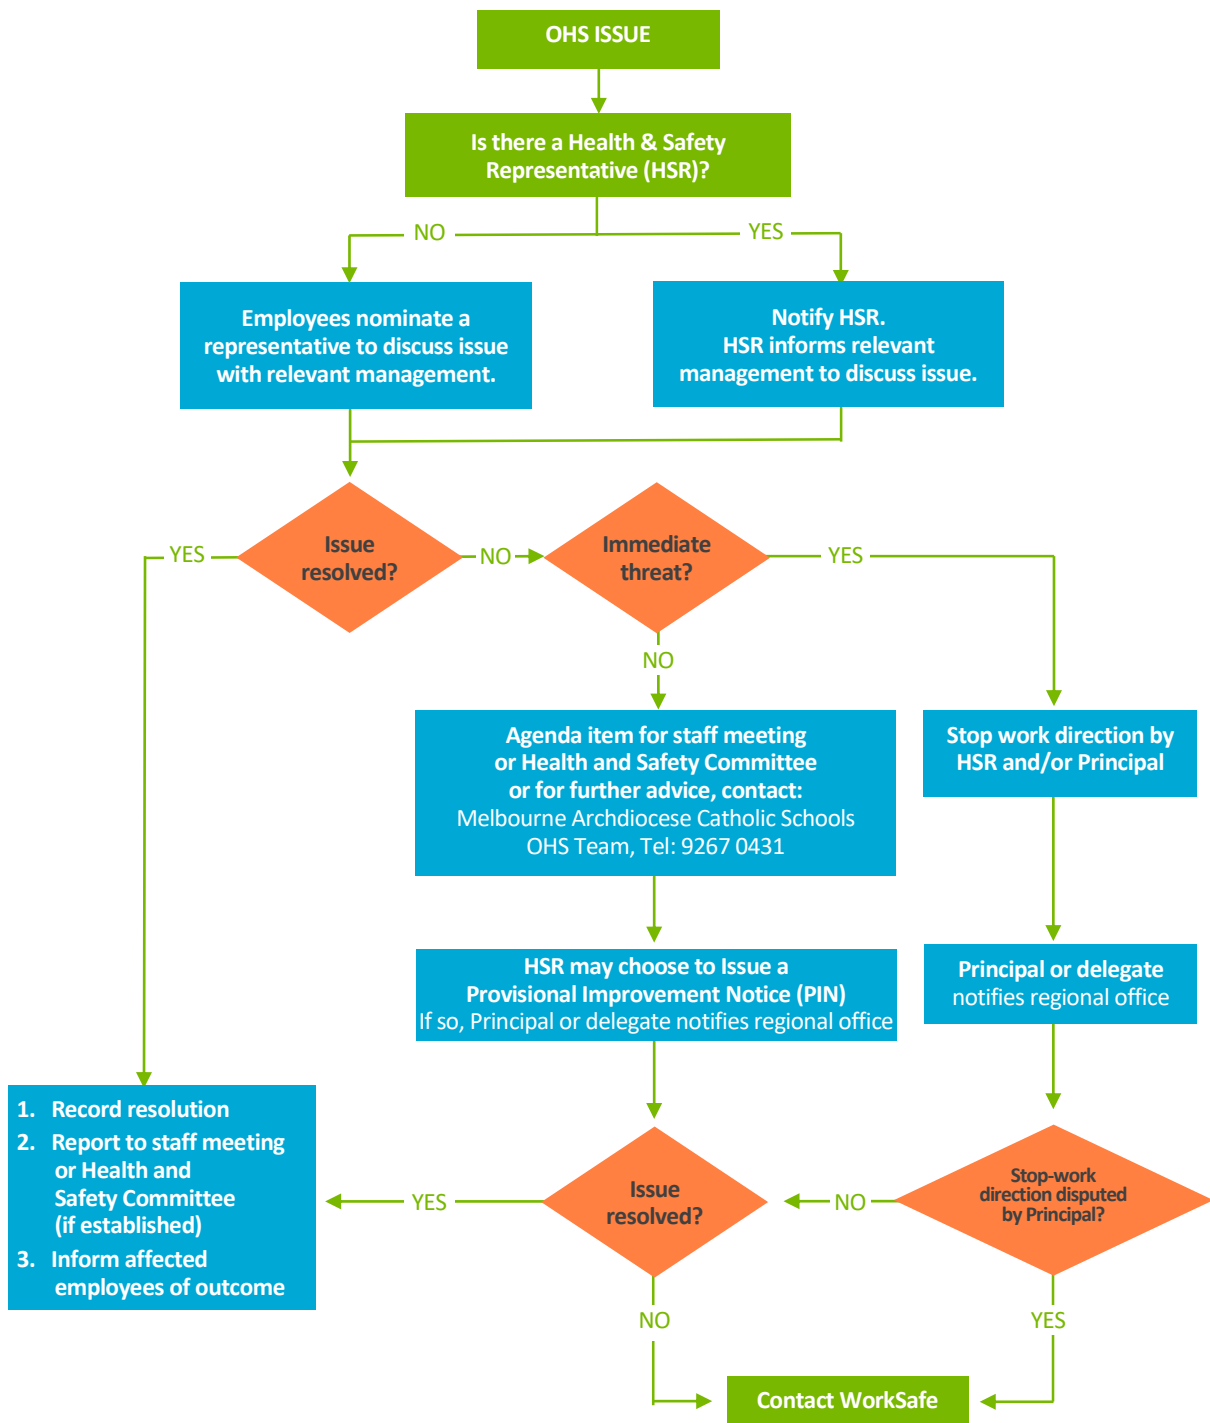 OHS ISSUE
Is there a Health & Safety
Representative (HSR)?
NO
YES
Employees nominate a
representative to discuss issue
with relevant management.
Notify HSR.
HSR informs relevant
management to discuss issue.
YES
Issue
resolved?
NO
Immediate
threat?
YES
NO
Agenda item for staff meeting
or Health and Safety Committee
or for further advice, contact:
Melbourne Archdiocese Catholic Schools
OHS Team, Tel: 9267 0431
Stop work direction by
HSR and/or Principal
HSR may choose to Issue a
Provisional Improvement Notice (PIN)
If so, Principal or delegate notifies regional office
Principal or delegate
notifies regional office
1. Record resolution
2. Report to staff meeting
or Health and
Safety Committee
(if established)
3. Inform affected
employees of outcome
YES
Issue
resolved?
NO
Stop-work
direction disputed
by Principal?
NO
YES
Contact WorkSafe